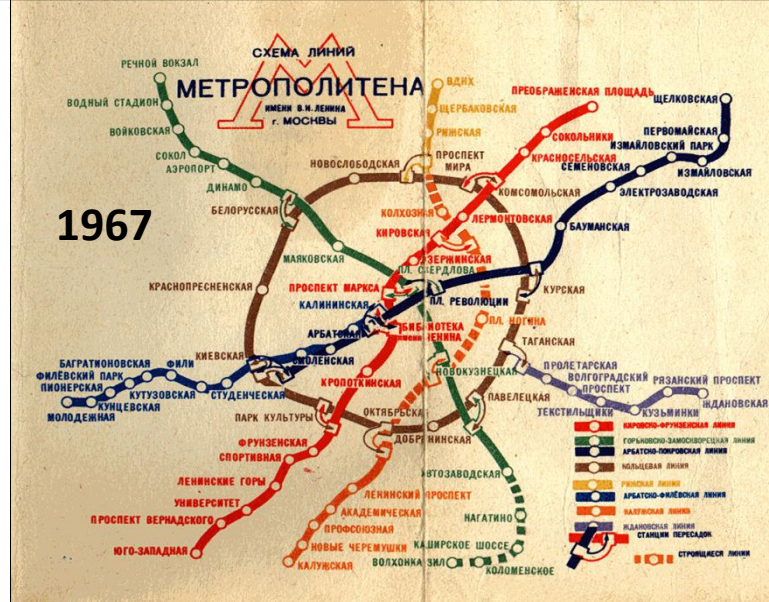 СХЕМА ЛИНИЙ
МЕТРОПОЛИТЕНА
ИМЕНИ В.И. ЛЕНИНА
г. МОСКВЫ
1967
РЕЧНОЙ ВОКЗАЛ
ВОДНЫЙ СТАДИОН
ВОЙКОВСКАЯ
СОКОЛ
АЭРОПОРТ
ДИНАМО
БЕЛОРУССКАЯ
НОВОСЛОБОДСКАЯ
МАЯКОВСКАЯ
КРАСНОПРЕСНЕНСКАЯ
ВДНХ
ЩЕРБАКОВСКАЯ
РИЖСКАЯ
ПРОСПЕКТ
МИРА
КОЛХОЗНАЯ
КИРОВСКАЯ
ПРЕОБРАЖЕНСКАЯ ПЛОЩАДЬ
СОКОЛЬНИКИ
КРАСНОСЕЛЬСКАЯ
КОМСОМОЛЬСКАЯ
ЛЕРМОНТОВСКАЯ
ДЗЕРЖИНСКАЯ
ЩЕЛКОВСКАЯ
ПЕРВОМАЙСКАЯ
ИЗМАЙЛОВСКИЙ ПАРК
ИЗМАЙЛОВСКАЯ
СЕМЕНОВСКАЯ
ЭЛЕКТРОЗАВОДСКАЯ
БАУМАНСКАЯ
КУРСКАЯ
ПЛ. СВЕРДЛОВА
ПРОСПЕКТ МАРКСА
КАЛИНИНСКАЯ
ПЛ. РЕВОЛЮЦИИ
ПЛ. НОГИНА
АРБАТСКАЯ
БИБЛИОТЕКА
ИМЕНИ ЛЕНИНА
СМОЛЕНСКАЯ
КИЕВСКАЯ
ТАГАНСКАЯ
НОВОКУЗНЕЦКАЯ
КРОПОТКИНСКАЯ
БАГРАТИОНОВСКАЯ
ФИЛИ
ФИЛЁВСКИЙ ПАРК
ПИОНЕРСКАЯ
КУТУЗОВСКАЯ
СТУДЕНЧЕСКАЯ
КУНЦЕВСКАЯ
МОЛОДЕЖНАЯ
ПАРК КУЛЬТУРЫ
ОКТЯБРЬСКАЯ
ДОБРЫНИНСКАЯ
ПАВЕЛЕЦКАЯ
ПРОЛЕТАРСКАЯ
ВОЛГОГРАДСКИЙ
ПРОСПЕКТ
ТЕКСТИЛЬЩИКИ
КУЗЬМИНКИ
РЯЗАНСКИЙ ПРОСПЕКТ
ЖДАНОВСКАЯ
ФРУНЗЕНСКАЯ
СПОРТИВНАЯ
ЛЕНИНСКИЕ ГОРЫ
УНИВЕРСИТЕТ
ПРОСПЕКТ ВЕРНАДСКОГО
ЮГО-ЗАПАДНАЯ
ЛЕНИНСКИЙ ПРОСПЕКТ
АКАДЕМИЧЕСКАЯ
ПРОФСОЮЗНАЯ
НОВЫЕ ЧЕРЕМУШКИ
КАЛУЖСКАЯ
АВТОЗАВОДСКАЯ
НАГАТИНО
КАШИРСКОЕ ШОССЕ
КОЛОМЕНСКОЕ
ВОЛХОНКА ЗИЛ
КИРОВСКО-ФРУНЗЕНСКАЯ ЛИНИЯ
ГОРЬКОВСКО-ЗАМОСКВОРЕЦКАЯ ЛИНИЯ
АРБАТСКО-ПОКРОВСКАЯ ЛИНИЯ
КОЛЬЦЕВАЯ ЛИНИЯ
РИЖСКАЯ ЛИНИЯ
АРБАТСКО-ФИЛЁВСКАЯ ЛИНИЯ
КАЛУЖСКАЯ ЛИНИЯ
ЖДАНОВСКАЯ ЛИНИЯ
СТАНЦИИ ПЕРЕСАДОК
СТРОЯЩИЕСЯ ЛИНИИ